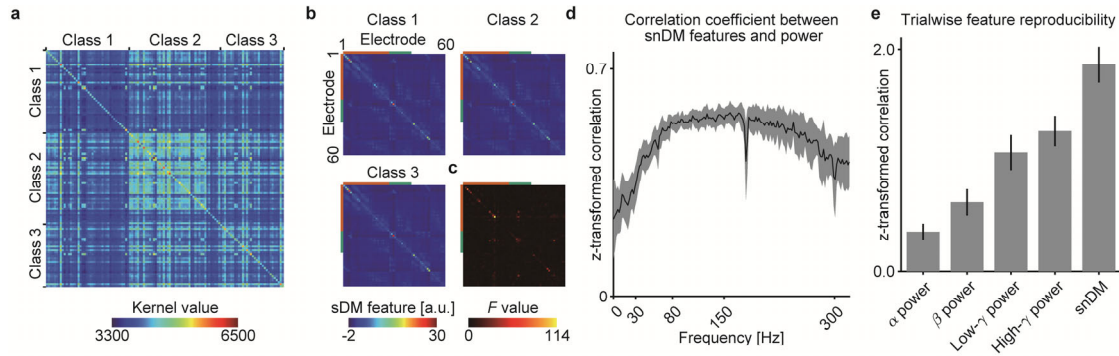 a
Class 1 Class 2 Class 3
Class 1
Class 2
Class 3
Kernel value
3300 6500
b
Class 1 Class 2
Electrode
1 60
1
Electrode
60
Class 3
c
sDM feature [a.u.]
-2 30
F value
0 114
d
Correlation coefficient between
snDM features and power
z-transformed correlation
0.7
0
0 30 80 150 300
Frequency [Hz]
e
Trialwise feature reproducibility
z-transformed correlation
2.0
0.0
α power
β power
Low-γ power
High-γ power
snDM